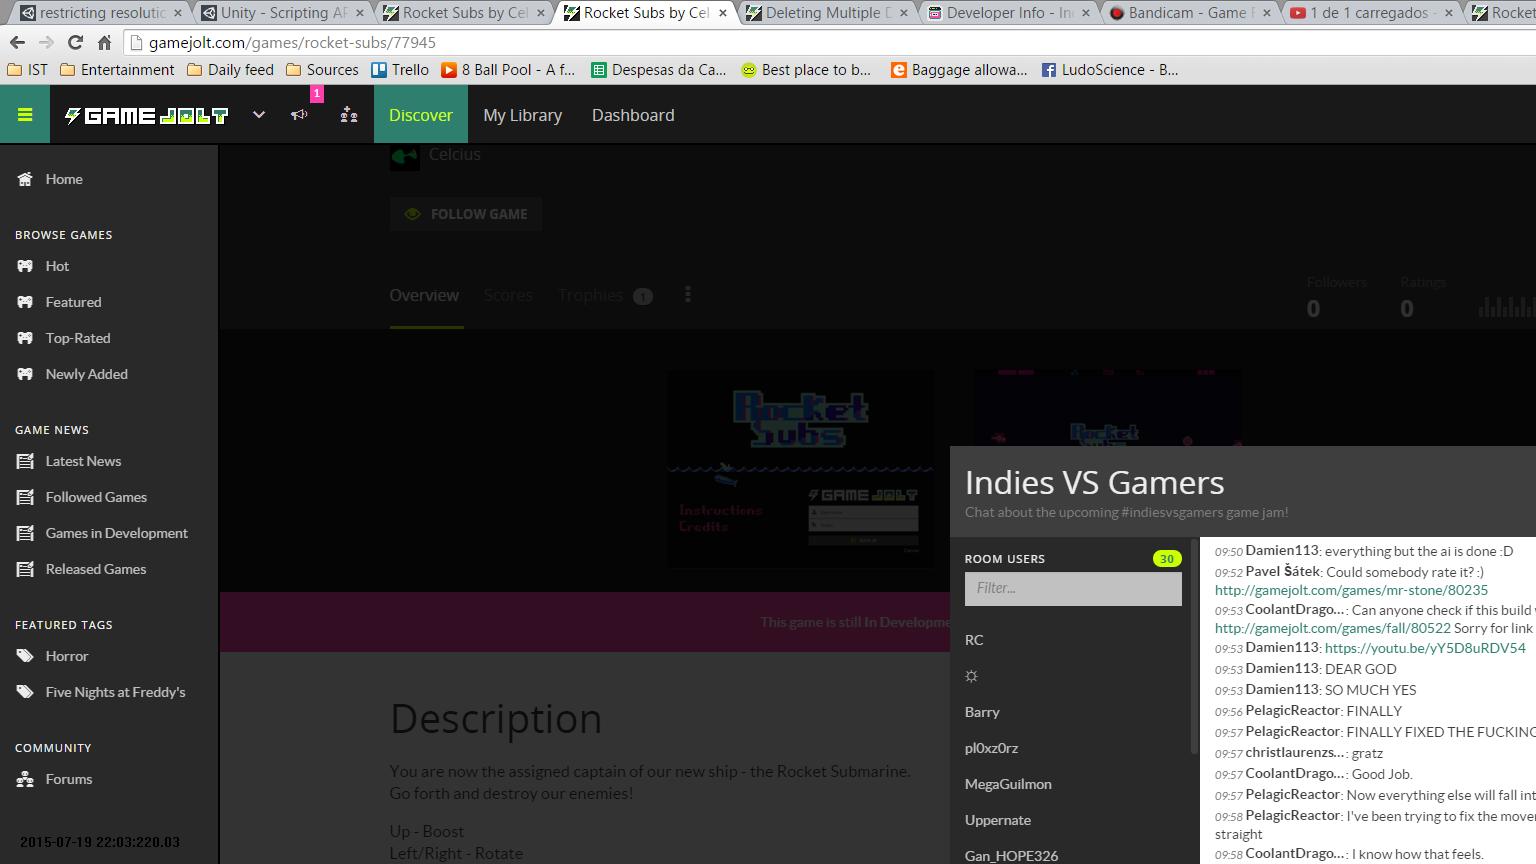 restricting resolutic
Unity - Scripting AP
Rocket Subs by Cel
Rocket Subs by Cel
Deleting Multiple D
Developer Info - Inc
Bandicam - Game F
1 de 1 carregados -
Rocket
gamejolt.com/games/rocket-subs/77945
IST
Entertainment
Daily feed
Sources
Trello
8 Ball Pool - A f...
Despesas da Ca...
Best place to b...
Baggage allowa...
LudoScience - B...
GAME JOLT
1
Discover
My Library
Dashboard
Home
BROWSE GAMES
Hot
Featured
Top-Rated
Newly Added
GAME NEWS
Latest News
Followed Games
Games in Development
Released Games
FEATURED TAGS
Horror
Five Nights at Freddy's
COMMUNITY
Forums
2015-07-19 22:03:220.03
Celcius
FOLLOW GAME
Overview
Scores
Trophies 1
Followers
0
Ratings
0
Rocket
Subs
Instructions
Credits
GAME JOLT
Rocket
Subs
This game is still In Developme
Description
You are now the assigned captain of our new ship - the Rocket Submarine.
Go forth and destroy our enemies!
Up - Boost
Left/Right - Rotate
Indies VS Gamers
Chat about the upcoming #indiesvsgamers game jam!
ROOM USERS 30
Filter...
RC
Barry
pl0xz0rz
MegaGuilmon
Uppernate
Gan_HOPE326
09:50 Damien113: everything but the ai is done :D
09:52 Pavel Šátek: Could somebody rate it? :)
http://gamejolt.com/games/mr-stone/80235
09:53 CoolantDrago...: Can anyone check if this build
http://gamejolt.com/games/fall/80522 Sorry for link
09:53 Damien113: https://youtu.be/yY5D8uRDV54
09:53 Damien113: DEAR GOD
09:53 Damien113: SO MUCH YES
09:56 PelagicReactor: FINALLY
09:57 PelagicReactor: FINALLY FIXED THE FUCKING
09:57 christlaurenzs...: gratz
09:57 CoolantDrago...: Good Job.
09:57 PelagicReactor: Now everything else will fall int
09:58 PelagicReactor: I've been trying to fix the mover
straight
09:58 CoolantDrago...: I know how that feels.